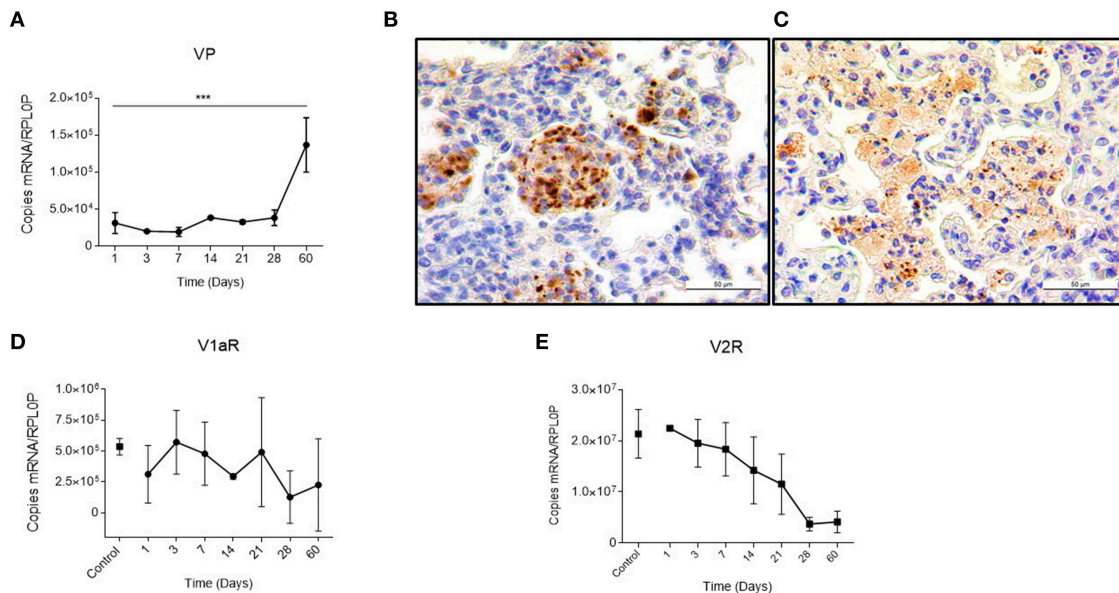 A
VP
Copies mRNA/RPL0P
2.0×10⁵
1.5×10⁵
1.0×10⁵
5.0×10⁴
0
***
1 3 7 14 21 28 60
Time (Days)
B
50 µm
C
50 µm
D
V1aR
Copies mRNA/RPL0P
1.0×10⁶
7.5×10⁵
5.0×10⁵
2.5×10⁵
0
Control 1 3 7 14 21 28 60
Time (Days)
E
V2R
Copies mRNA/RPL0P
3.0×10⁷
2.0×10⁷
1.0×10⁷
0
Control 1 3 7 14 21 28 60
Time (Days)